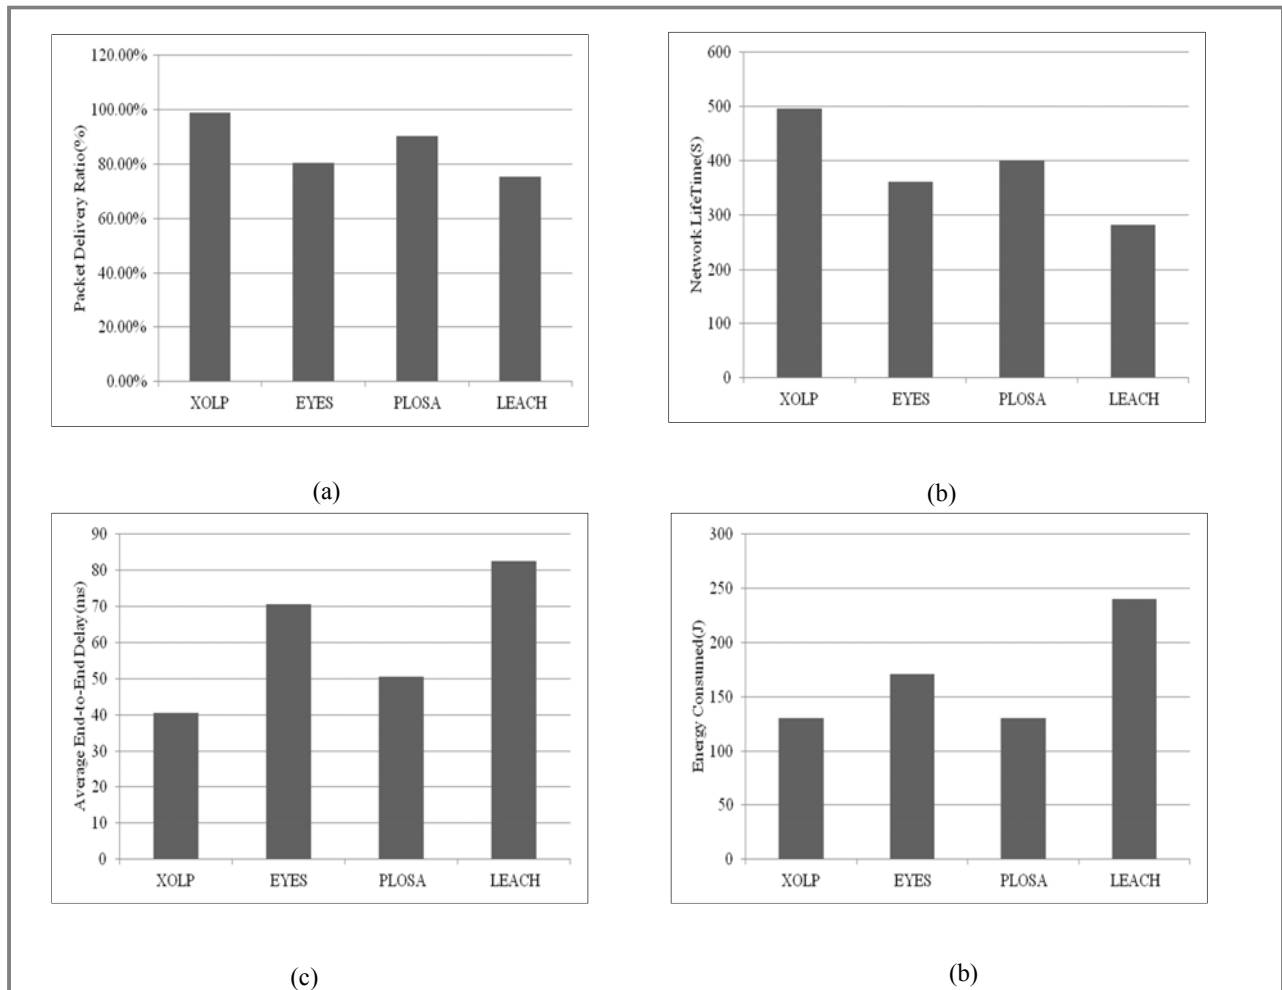 120.00%
100.00%
80.00%
60.00%
40.00%
20.00%
0.00%
Packet Delivery Ratio(%)
XOLP EYES PLOSA LEACH
(a)
600
500
400
300
200
100
0
Network LifeTime(S)
XOLP EYES PLOSA LEACH
(b)
90
80
70
60
50
40
30
20
10
0
Average End-to-End Delay(ms)
XOLP EYES PLOSA LEACH
(c)
300
250
200
150
100
50
0
Energy Consumed(J)
XOLP EYES PLOSA LEACH
(b)